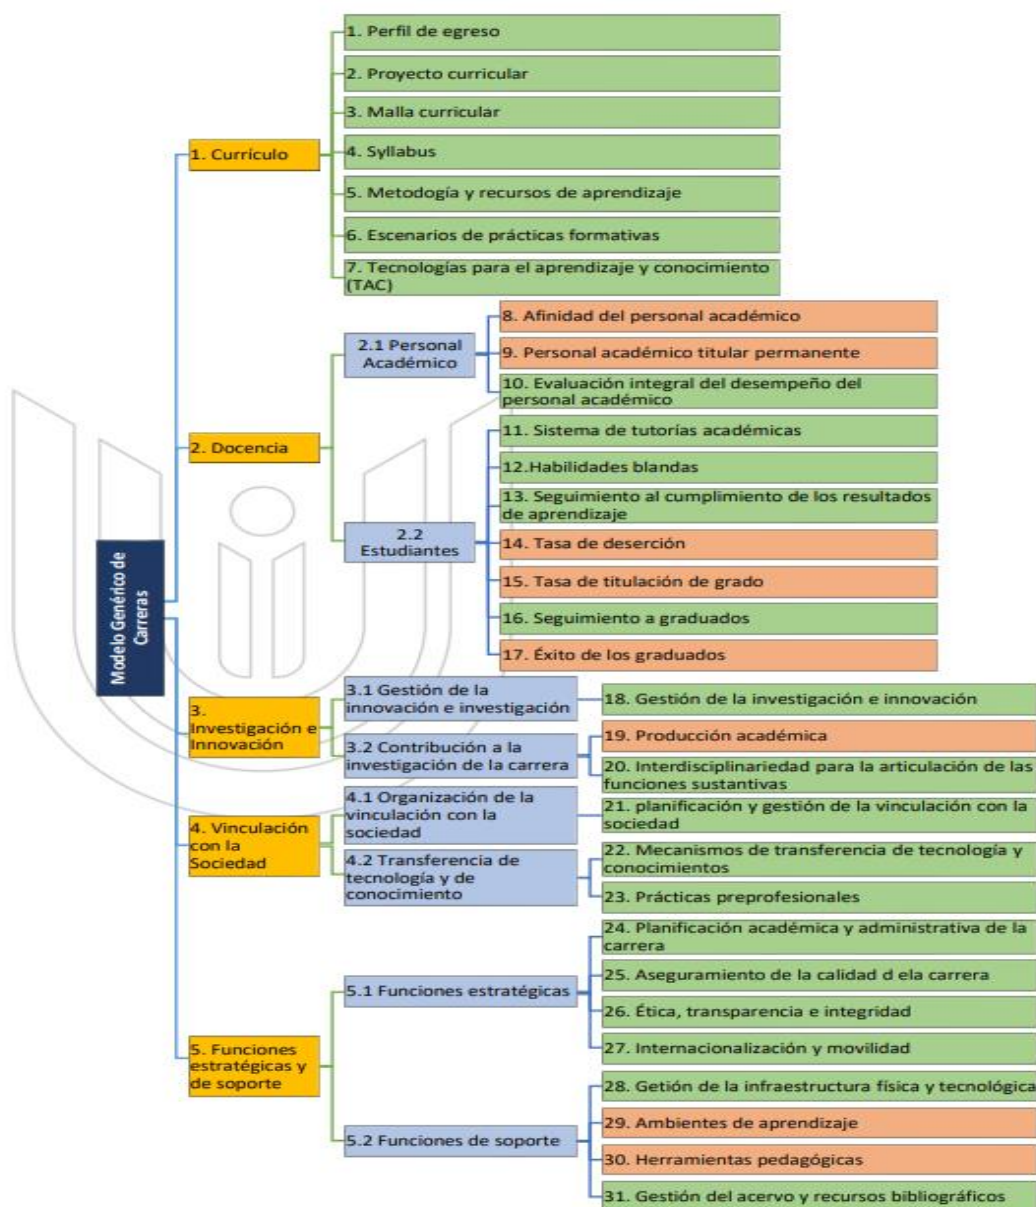 Modelo Genérico de
Carreras
1. Currículo
1. Perfil de egreso
2. Proyecto curricular
3. Malla curricular
4. Syllabus
5. Metodogía y recursos de aprendizaje
6. Escenarios de prácticas formativas
7. Tecnologías para el aprendizaje y conocimiento
(TAC)
2. Docencia
2.1 Personal
Académico
8. Afinidad del personal académico
9. Personal académico titular permanente
10. Evaluación integral del desempeño del
personal académico
2.2
Estudiantes
11. Sistema de tutorías académicas
12.Habilidades blandas
13. Seguimiento al cumplimiento de los resultados
de aprendizaje
14. Tasa de deserción
15. Tasa de titulación de grado
16. Seguimiento a graduados
17. Éxito de los graduados
3.
Investigación e
Innovación
3.1 Gestión de la
innovación e investigación
18. Gestión de la investigación e innovación
3.2 Contribución a la
investigación de la carrera
19. Producción académica
20. Interdisciplinariedad para la articulación de las
funciones sustantivas
4. Vinculación
con la
Sociedad
4.1 Organización de la
vinculación con la
sociedad
21. planificación y gestión de la vinculación con la
sociedad
4.2 Transferencia de
tecnología y de
conocimiento
22. Mecanismos de transferencia de tecnología y
conocimientos
23. Prácticas preprofesionales
5. Funciones
estratégicas y
de soporte
5.1 Funciones estratégicas
24. Planificación académica y administrativa de la
carrera
25. Aseguramiento de la calidad d ela carrera
26. Ética, transparencia e integridad
27. Internacionalización y movilidad
5.2 Funciones de soporte
28. Getión de la infraestructura física y tecnológica
29. Ambientes de aprendizaje
30. Herramientas pedagógicas
31. Gestión del acervo y recursos bibliográficos